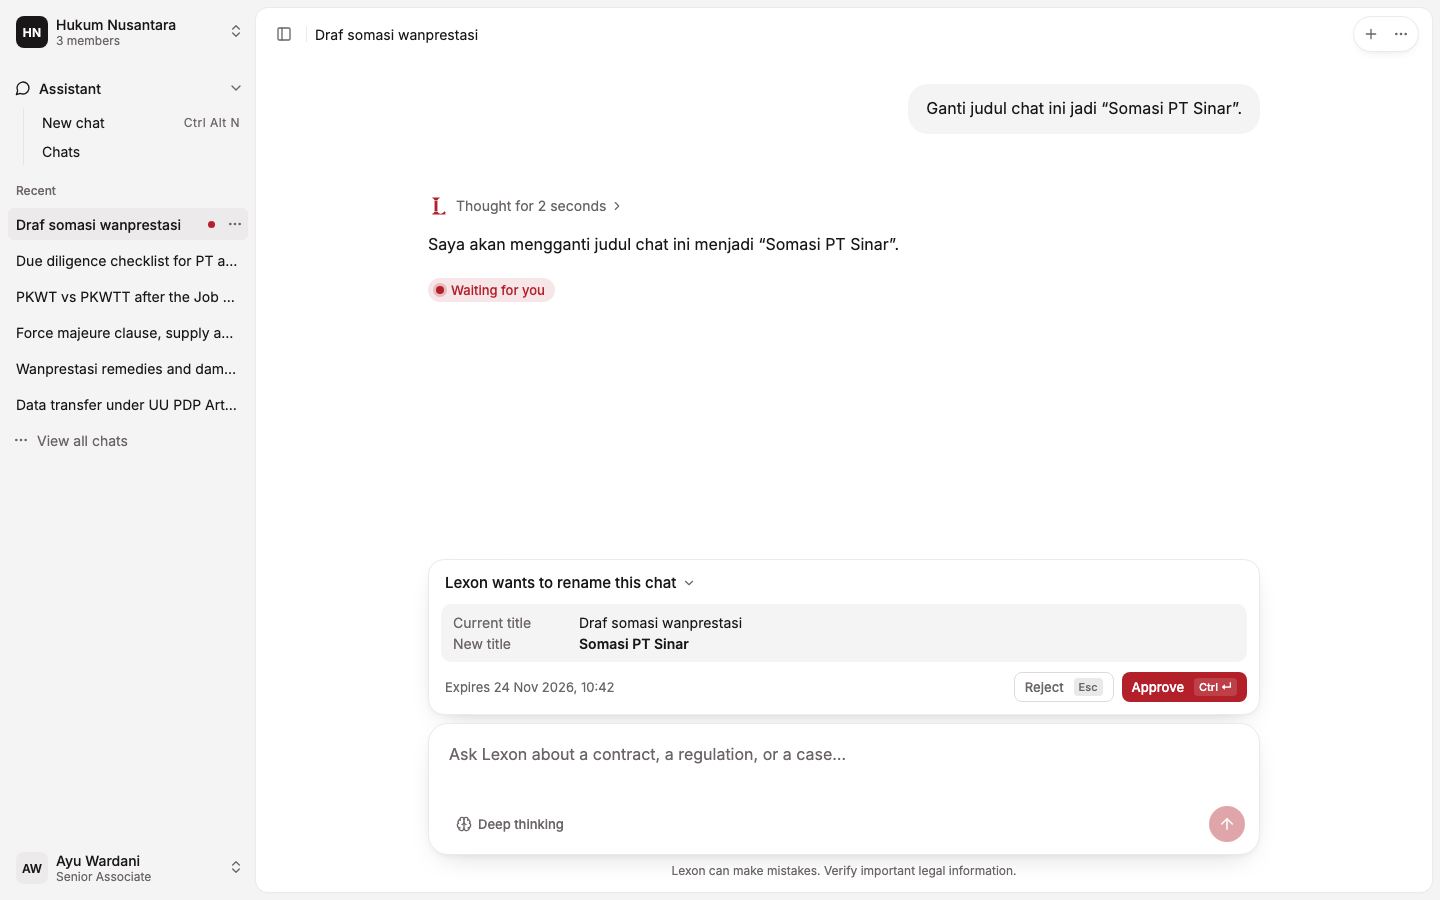 HN
Hukum Nusantara
3 members
Assistant
New chat Ctrl Alt N
Chats
Recent
Draf somasi wanprestasi
Due diligence checklist for PT a...
PKWT vs PKWTT after the Job ...
Force majeure clause, supply a...
Wanprestasi remedies and dam...
Data transfer under UU PDP Art...
View all chats
AW
Ayu Wardani
Senior Associate
Draf somasi wanprestasi
Ganti judul chat ini jadi “Somasi PT Sinar”.
L Thought for 2 seconds
Saya akan mengganti judul chat ini menjadi “Somasi PT Sinar”.
Waiting for you
Lexon wants to rename this chat
Current title Draf somasi wanprestasi
New title Somasi PT Sinar
Expires 24 Nov 2026, 10:42
Reject Esc
Approve Ctrl ↵
Ask Lexon about a contract, a regulation, or a case...
Deep thinking
Lexon can make mistakes. Verify important legal information.